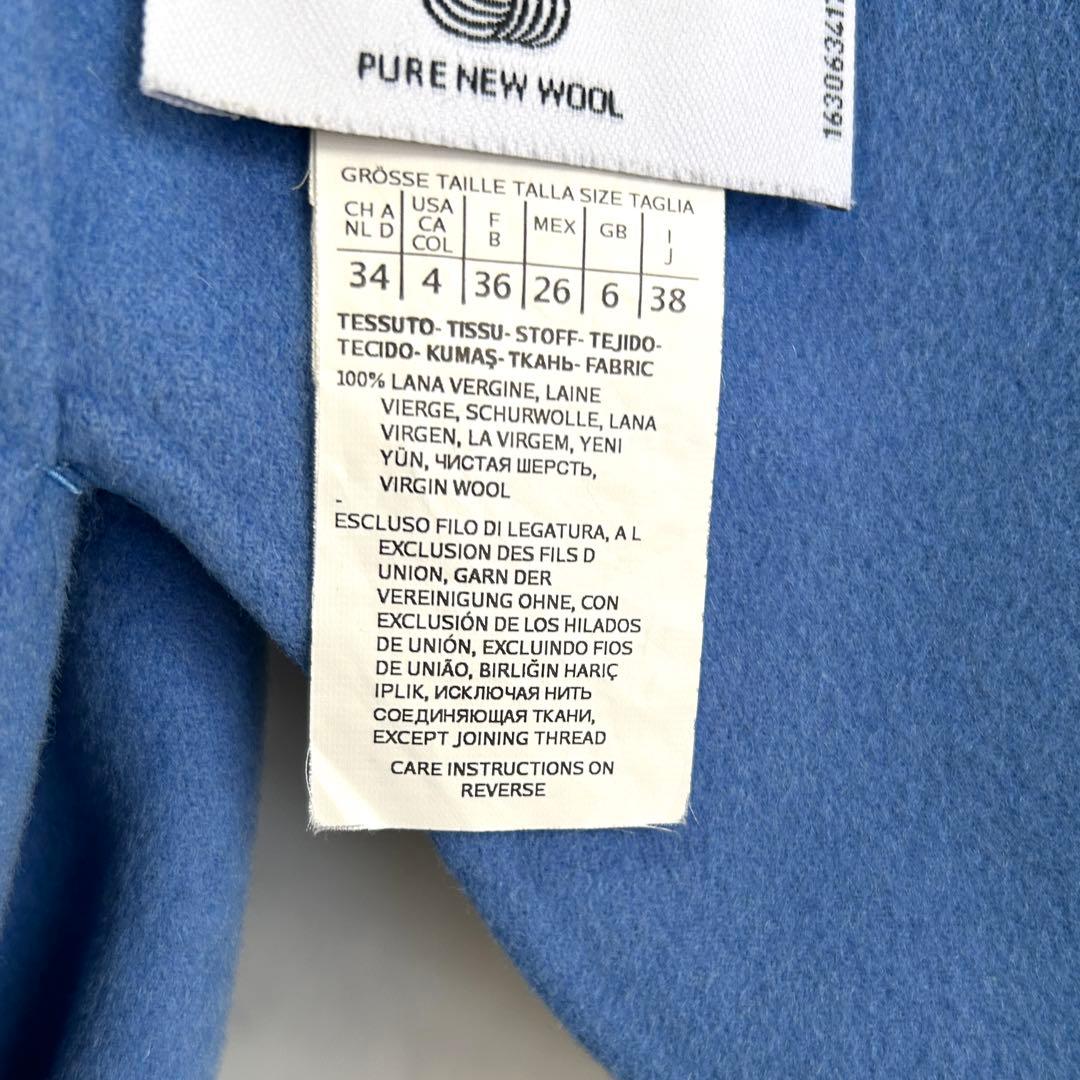 PURE NEW WOOL
GRÖSSE TAILLE TALLA SIZE TAGLIA
CH A NL D USA CA COL F B MEX GB I J
34 4 36 26 6 38
TESSUTO- TISSU- STOFF- TEJIDO-
TECIDO- KUMAŞ- ТКАНЬ- FABRIC
100% LANA VERGINE, LAINE
VIERGE, SCHURWOLLE, LANA
VIRGEN, LA VIRGEM, YENI
YÜN, ЧИСТАЯ ШЕРСТЬ,
VIRGIN WOOL
-
ESCLUSO FILO DI LEGATURA, A L
EXCLUSION DES FILS D
UNION, GARN DER
VEREINIGUNG OHNE, CON
EXCLUSIÓN DE LOS HILADOS
DE UNIÓN, EXCLUINDO FIOS
DE UNIÃO, BIRLIĞIN HARIÇ
IPLIK, ИСКЛЮЧАЯ НИТЬ
СОЕДИНЯЮЩАЯ ТКАНИ,
EXCEPT JOINING THREAD
CARE INSTRUCTIONS ON
REVERSE